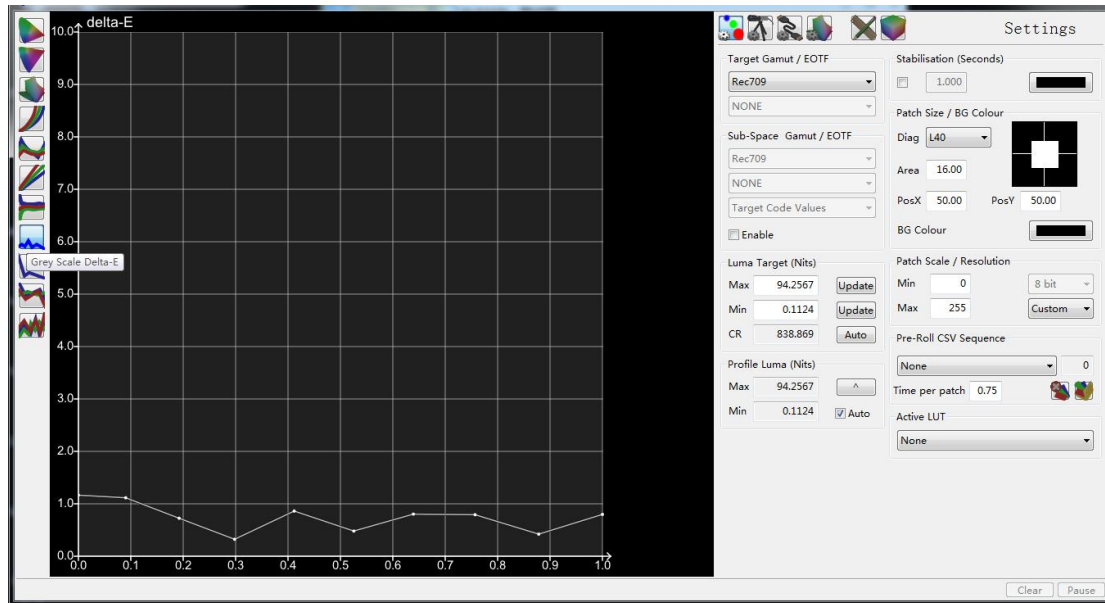 delta-E
10.0
9.0
8.0
7.0
6.0
5.0
4.0
3.0
2.0
1.0
0.0
0.0 0.1 0.2 0.3 0.4 0.5 0.6 0.7 0.8 0.9 1.0
Grey Scale Delta-E
Settings
Target Gamut / EOTF
Rec709
NONE
Sub-Space Gamut / EOTF
Rec709
NONE
Target Code Values
Enable
Luma Target (Nits)
Max 94.2567 Update
Min 0.1124 Update
CR 838.869 Auto
Profile Luma (Nits)
Max 94.2567 ^
Min 0.1124 Auto
Stabilisation (Seconds)
1.000
Patch Size / BG Colour
Diag L40
Area 16.00
PosX 50.00 PosY 50.00
BG Colour
Patch Scale / Resolution
Min 0 8 bit
Max 255 Custom
Pre-Roll CSV Sequence
None 0
Time per patch 0.75
Active LUT
None
Clear Pause